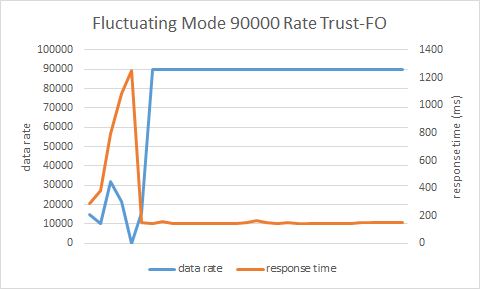 Fluctuating Mode 90000 Rate Trust-FO
100000 1400
90000 1200
80000 1000
70000 800
60000 600
50000 400
40000 200
30000 0
20000
10000
0
data rate
response time (ms)
data rate response time